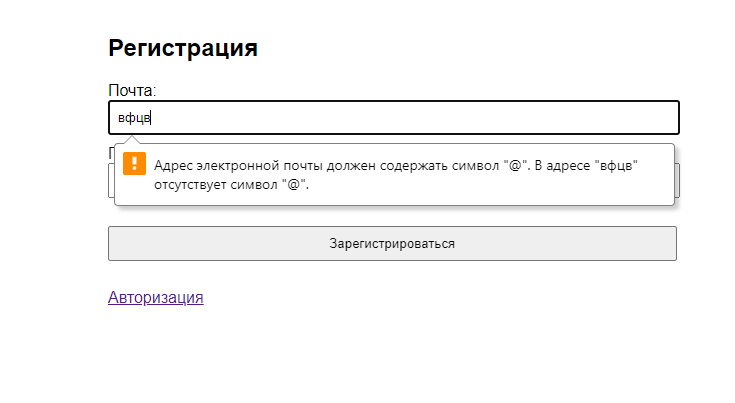 Регистрация
Почта:
вфцв
Адрес электронной почты должен содержать символ "@". В адресе "вфцв"
отсутствует символ "@".
Зарегистрироваться
Авторизация